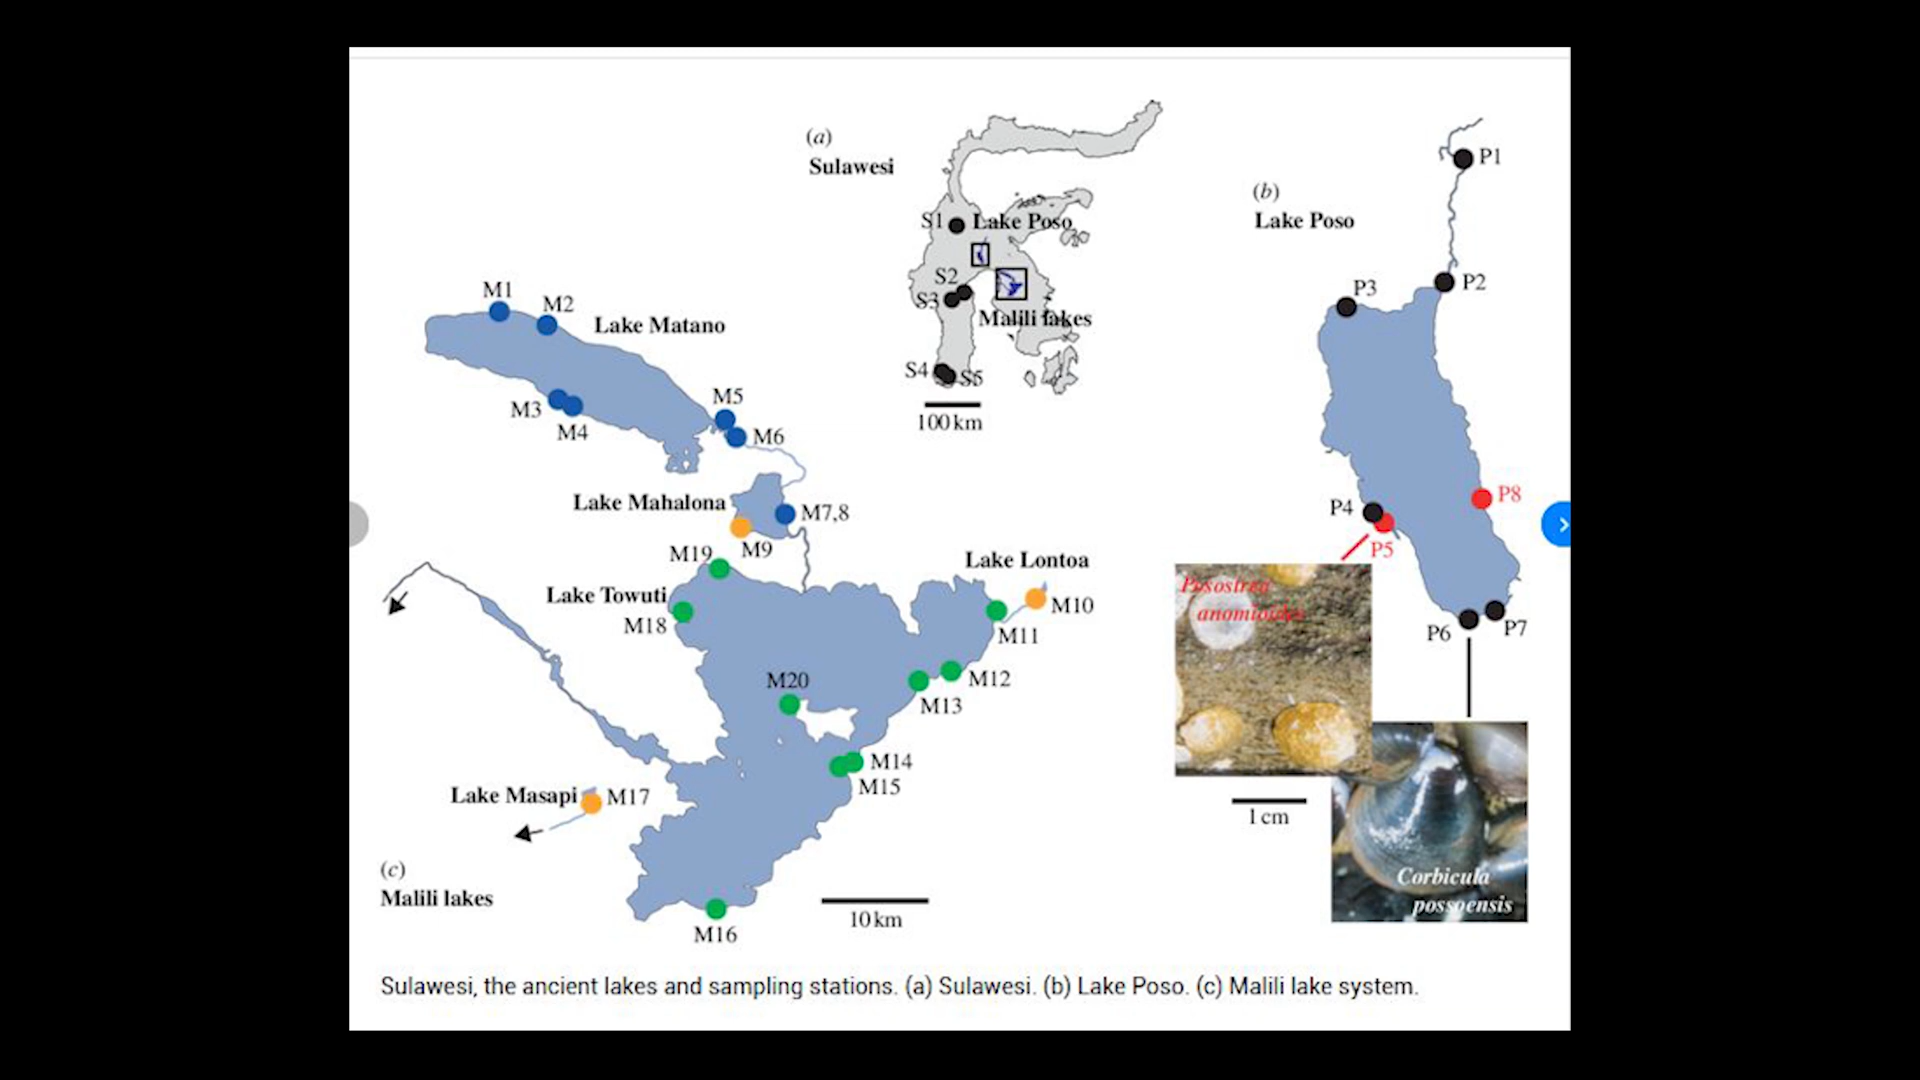 (a)
Sulawesi
S1
Lake Poso
S2
S3
Malili lakes
S4
S5
100 km
(b)
Lake Poso
P1
P2
P3
P4
P5
P8
P6
P7
Pososirea
anomioides
1 cm
Corbicula
possoensis
M1
M2
Lake Matano
M3
M4
M5
M6
Lake Mahalona
M7,8
M9
M19
Lake Lontoa
M10
Lake Towuti
M18
M11
M12
M20
M13
M14
M15
Lake Masapi
M17
(c)
Malili lakes
10 km
M16
Sulawesi, the ancient lakes and sampling stations. (a) Sulawesi. (b) Lake Poso. (c) Malili lake system.